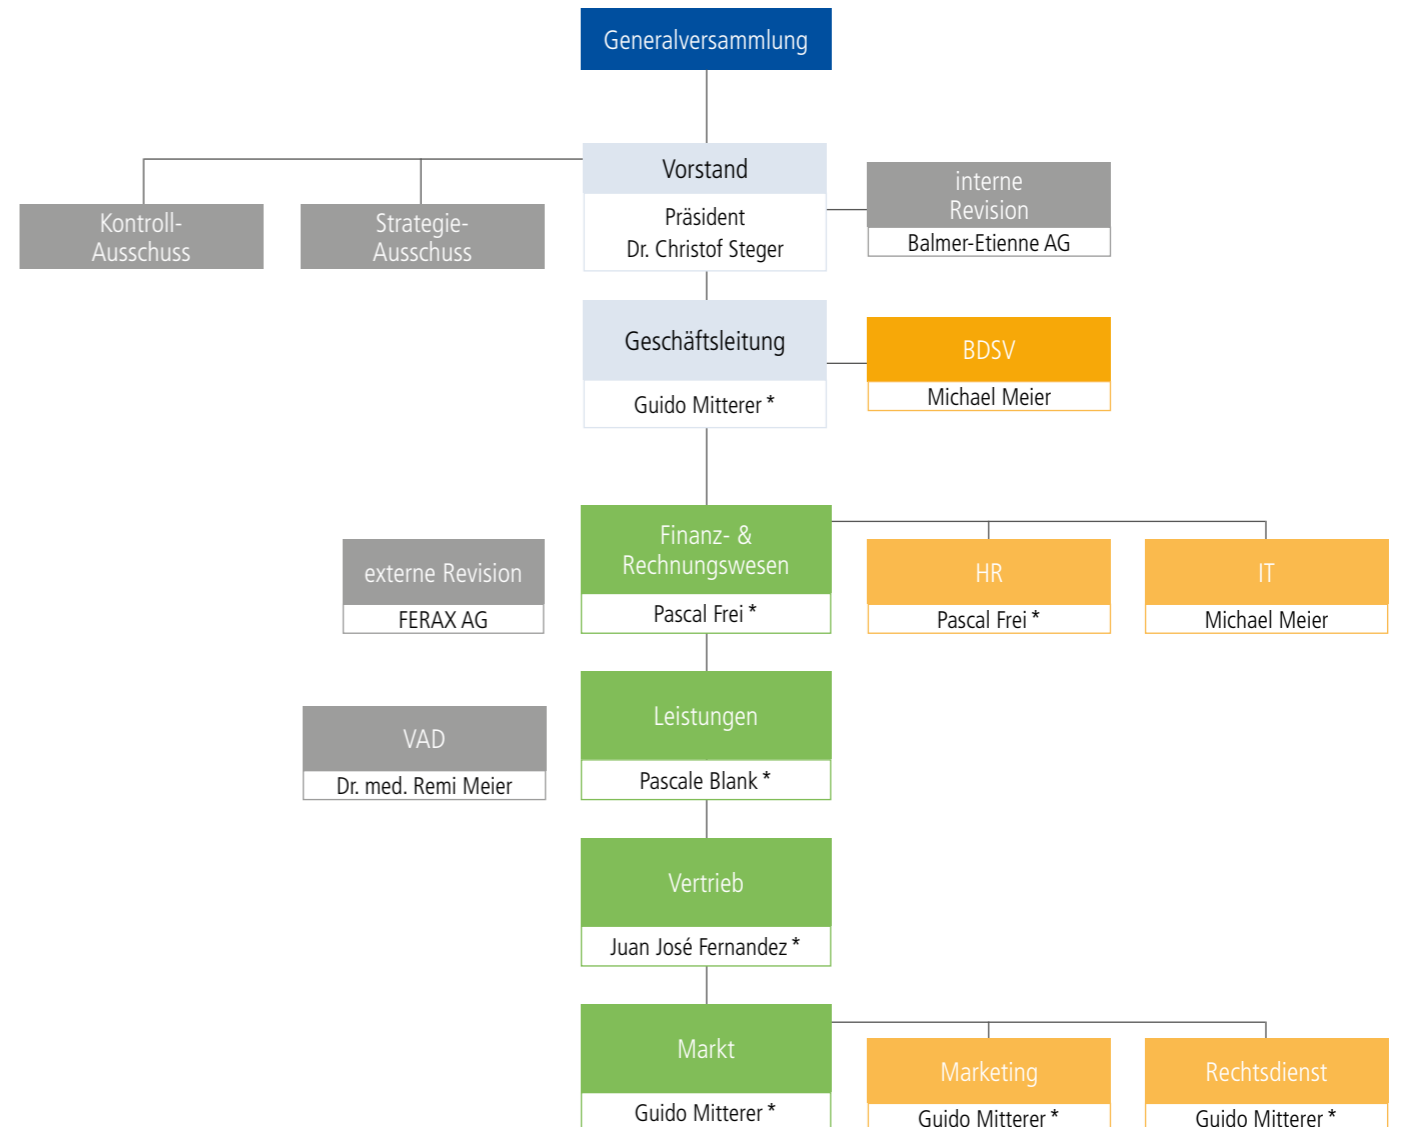 Generalversammlung
Vorstand
Präsident
Dr. Christof Steger
interne
Revision
Balmer-Etienne AG
Kontroll-
Ausschuss
Strategie-
Ausschuss
Geschäftsleitung
Guido Mitterer *
BDSV
Michael Meier
externe Revision
FERAX AG
Finanz- &
Rechnungswesen
Pascal Frei *
HR
Pascal Frei *
IT
Michael Meier
VAD
Dr. med. Remi Meier
Leistungen
Pascale Blank *
Vertrieb
Juan José Fernandez *
Markt
Guido Mitterer *
Marketing
Guido Mitterer *
Rechtsdienst
Guido Mitterer *